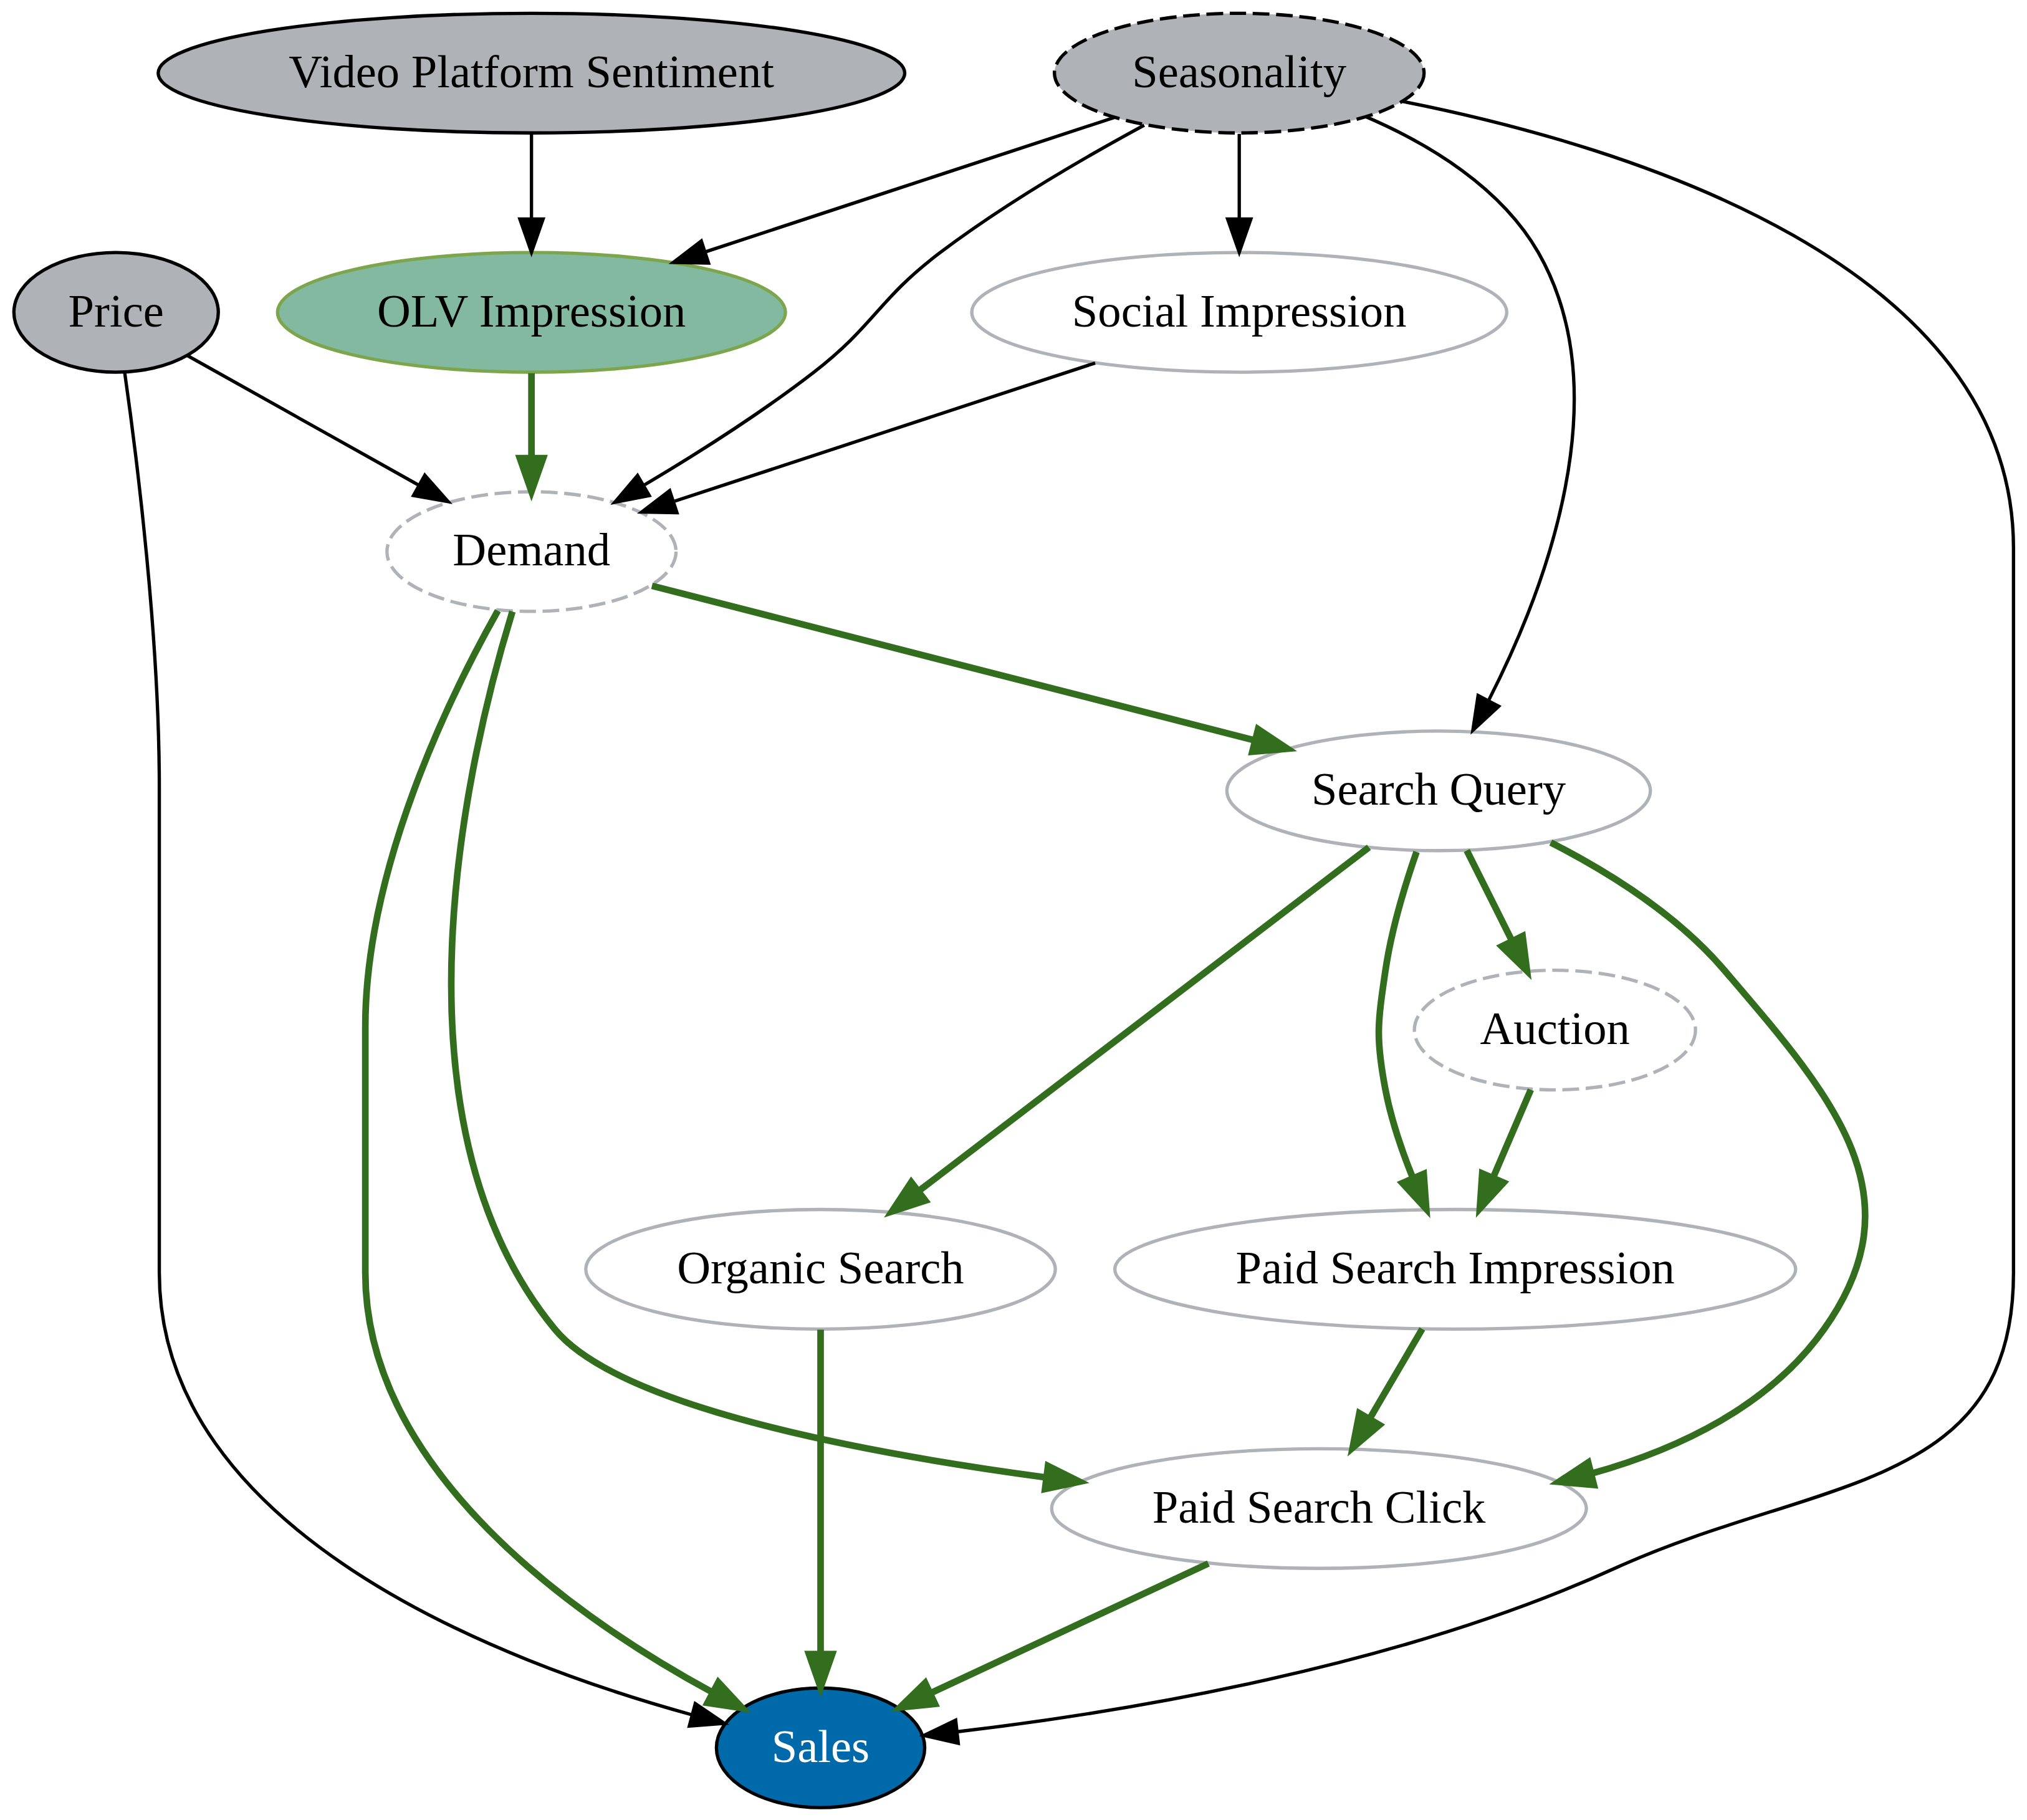 Video Platform Sentiment
Seasonality
Price
OLV Impression
Social Impression
Demand
Search Query
Auction
Organic Search
Paid Search Impression
Paid Search Click
Sales